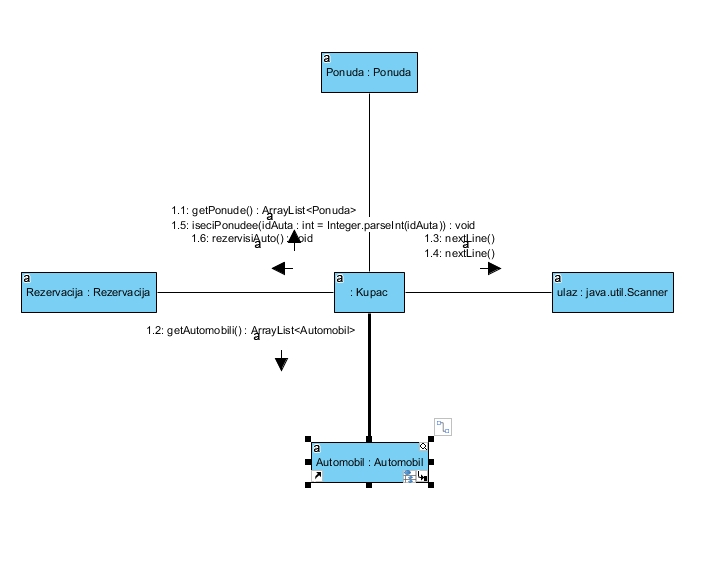 a
Ponuda : Ponuda
1.1: getPonude() : ArrayList<Ponuda>
a
1.5: iseciPonudee(idAuta : int = Integer.parseInt(idAuta)) : void
1.6: rezervisiAuto() : void
a
1.3: nextLine()
a
1.4: nextLine()
a
Rezervacija : Rezervacija
a
: Kupac
a
ulaz : java.util.Scanner
1.2: getAutomobili() : ArrayList<Automobil>
a
a
Automobil : Automobil